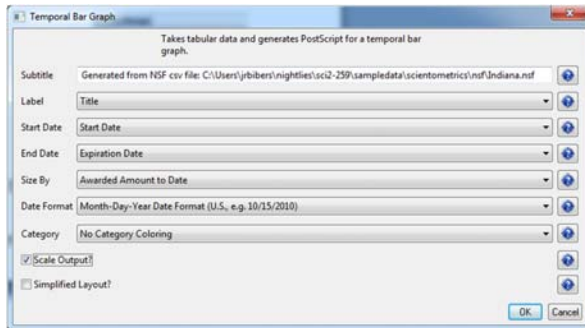 Temporal Bar Graph
Takes tabular data and generates PostScript for a temporal bar
graph.
Subtitle Generated from NSF csv file: C:\Users\jrbibers\nightlies\sci2-259\sampledata\scientometrics\nsf\Indiana.nsf
Label Title
Start Date Start Date
End Date Expiration Date
Size By Awarded Amount to Date
Date Format Month-Day-Year Date Format (U.S., e.g. 10/15/2010)
Category No Category Coloring
Scale Output?
Simplified Layout?
OK Cancel